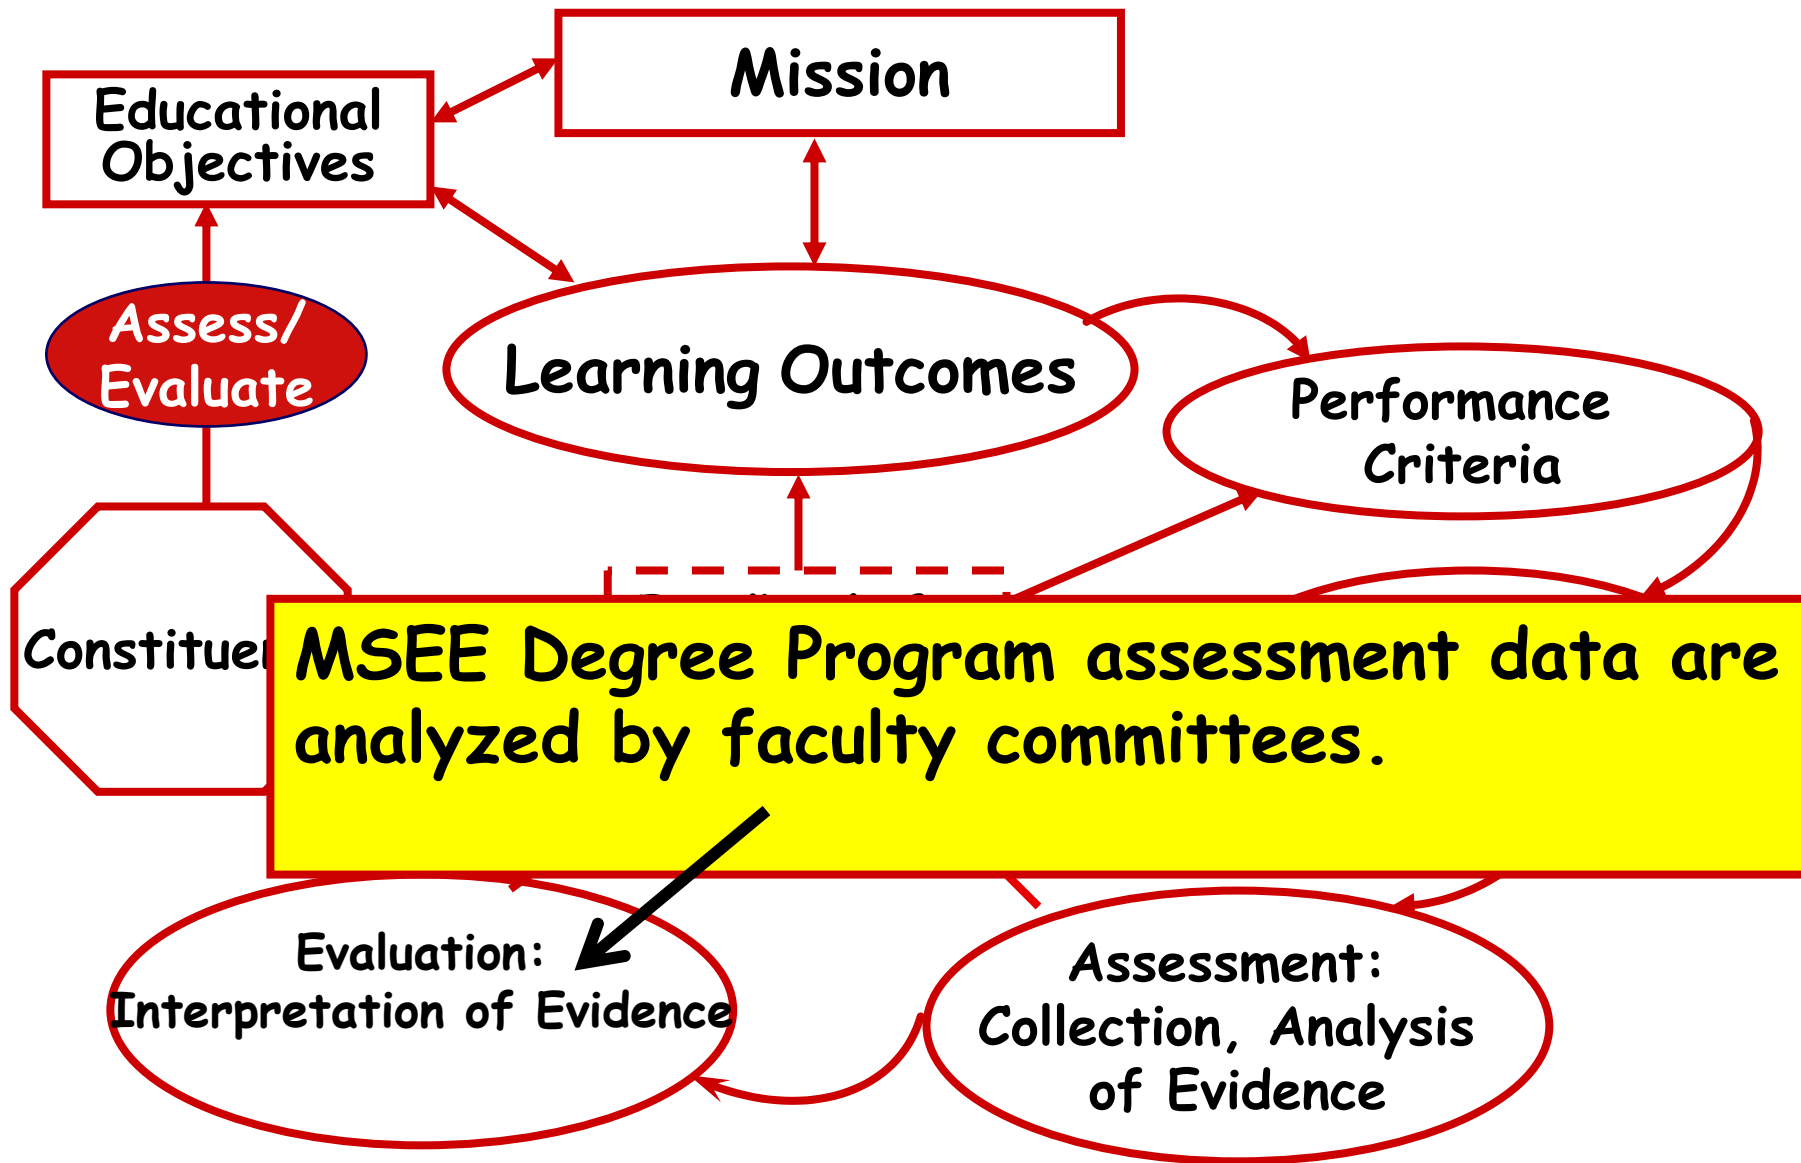 Mission
Educational
Objectives
Assess/
Evaluate
Learning Outcomes
Performance
Criteria
MSEE Degree Program assessment data are
analyzed by faculty committees.
Evaluation:
Interpretation of Evidence
Assessment:
Collection, Analysis
of Evidence